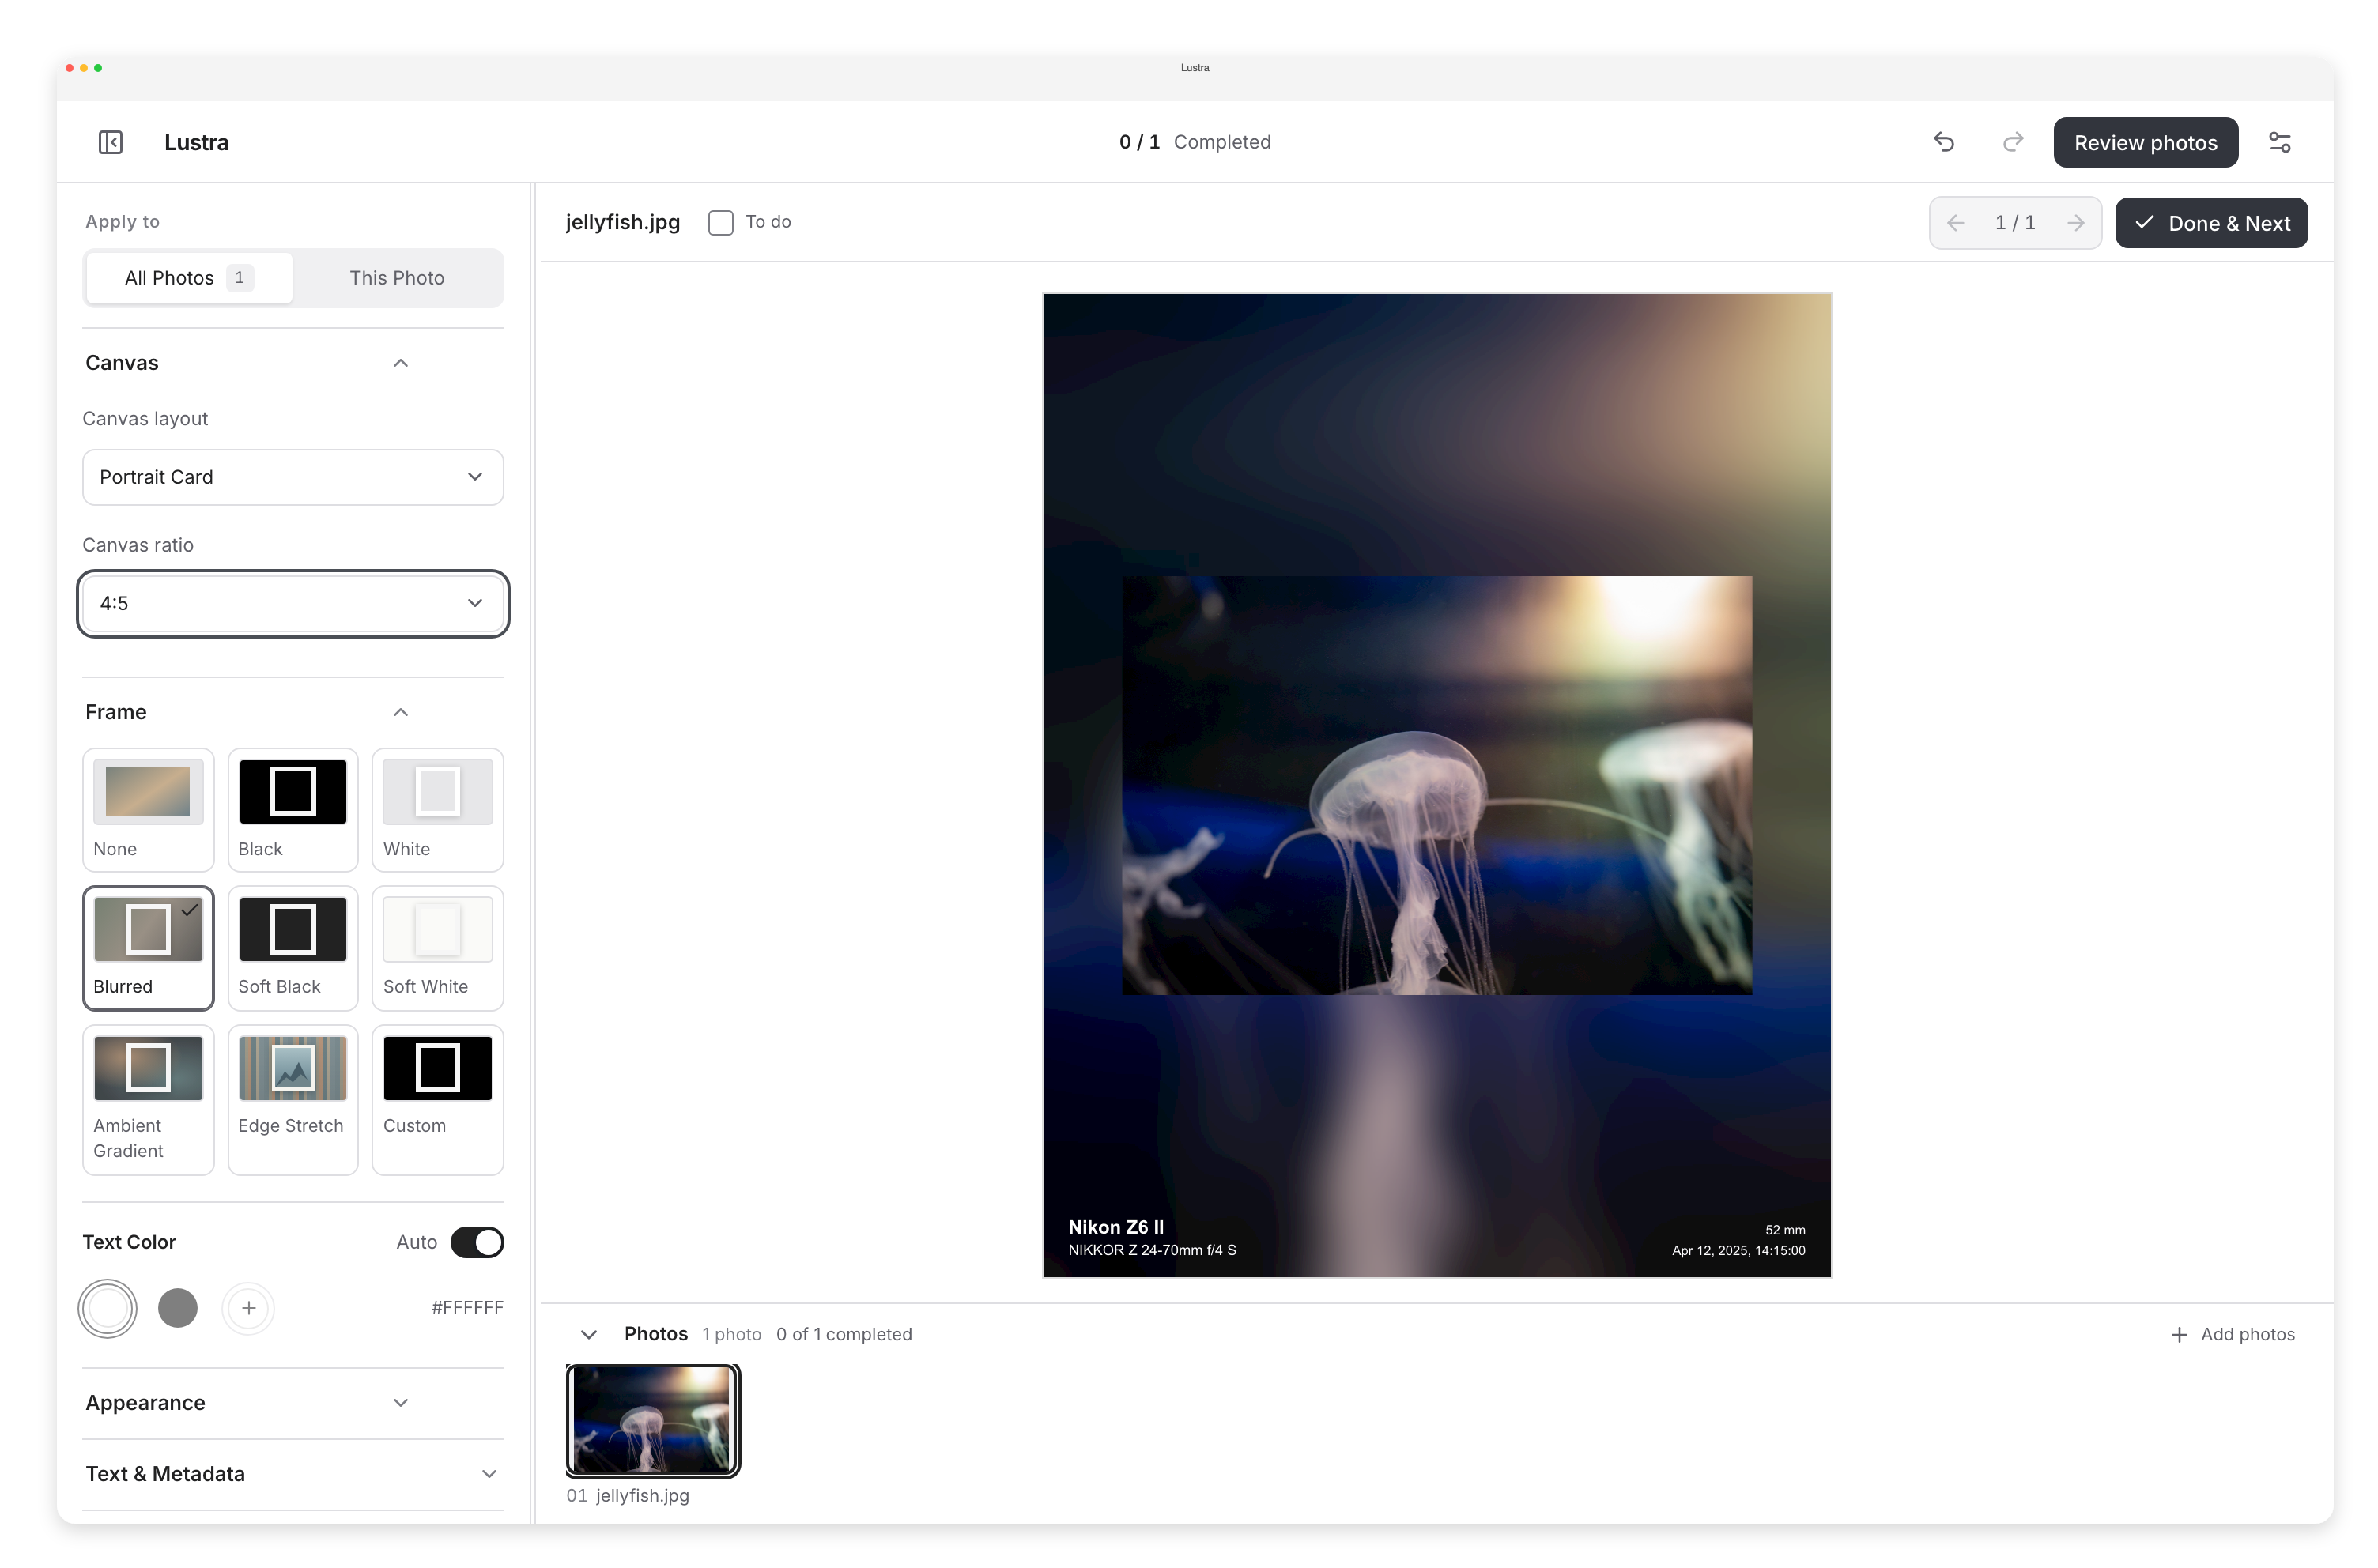 Lustra
Lustra
0 / 1 Completed
Review photos
Apply to
All Photos 1
This Photo
Canvas
Canvas layout
Portrait Card
Canvas ratio
4:5
Frame
None
Black
White
Blurred
Soft Black
Soft White
Ambient
Gradient
Edge Stretch
Custom
Text Color
Auto
#FFFFFF
Appearance
Text & Metadata
jellyfish.jpg
To do
1 / 1
Done & Next
Nikon Z6 II
NIKKOR Z 24-70mm f/4 S
52 mm
Apr 12, 2025, 14:15:00
Photos 1 photo 0 of 1 completed
Add photos
01 jellyfish.jpg